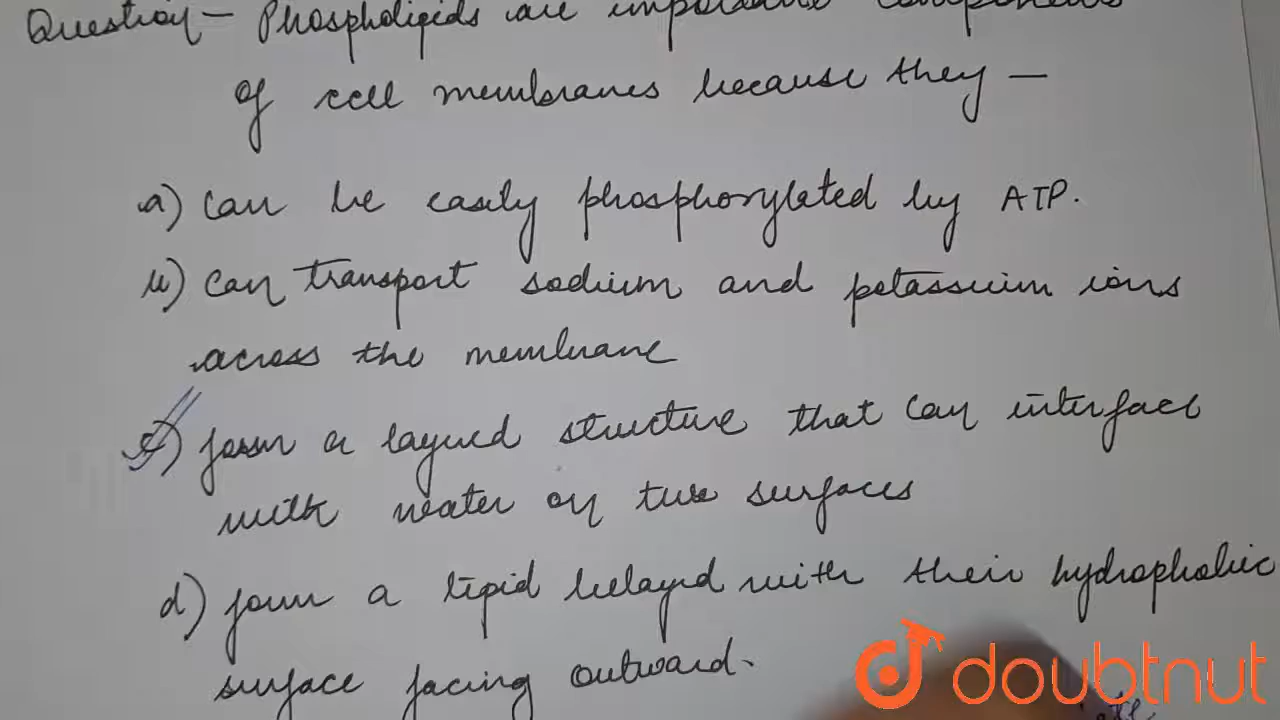 Question - Phospholipids are important components
of cell membranes because they -
a) can be easily phosphorylated by ATP.
b) can transport sodium and potassium ions
across the membrane
c) form a layered structure that can interface
with water on two surfaces
d) form a lipid belayrd with their hydrophobic
surface facing outward.
doubtnut